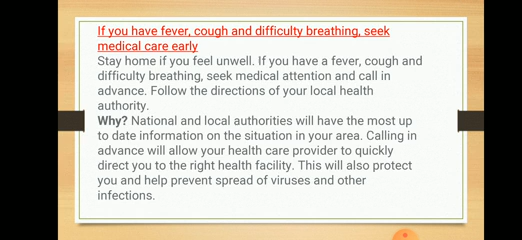 If you have fever, cough and difficulty breathing, seek
medical care early
Stay home if you feel unwell. If you have a fever, cough and
difficulty breathing, seek medical attention and call in
advance. Follow the directions of your local health
authority.
Why? National and local authorities will have the most up
to date information on the situation in your area. Calling in
advance will allow your health care provider to quickly
direct you to the right health facility. This will also protect
you and help prevent spread of viruses and other
infections.